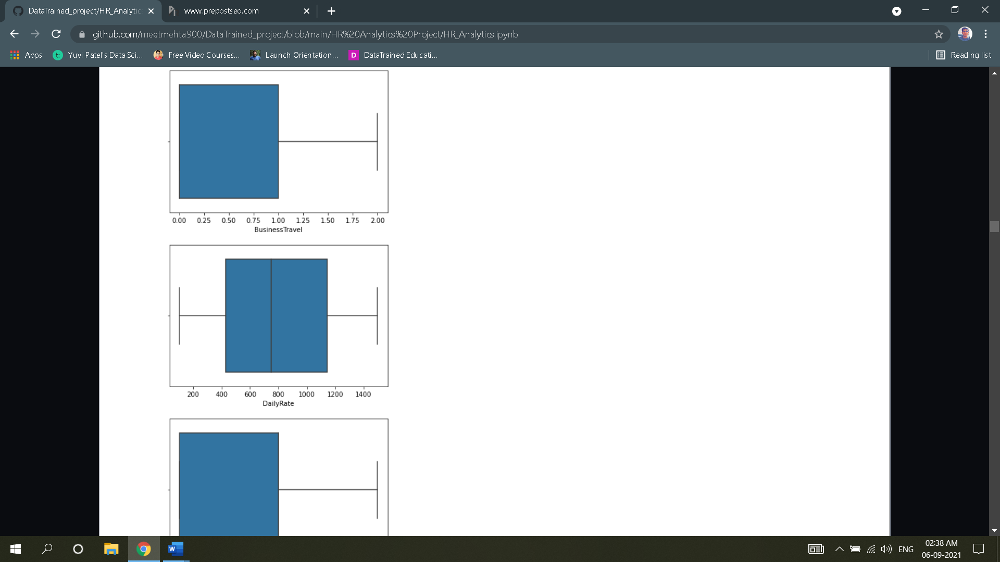 DataTrained_project/HR_Analytic
www.prepostseo.com
github.com/meetmehta900/DataTrained_project/blob/main/HR%20Analytics%20Project/HR_Analytics.ipynb
Apps
t:
Yuvi Patel's Data Sci...
Free Video Courses...
Launch Orientation...
D
DataTrained Educati...
Reading list
0.00 0.25 0.50 0.75 1.00 1.25 1.50 1.75 2.00
BusinessTravel
200 400 600 800 1000 1200 1400
DailyRate
W
ENG
02:38 AM
06-09-2021